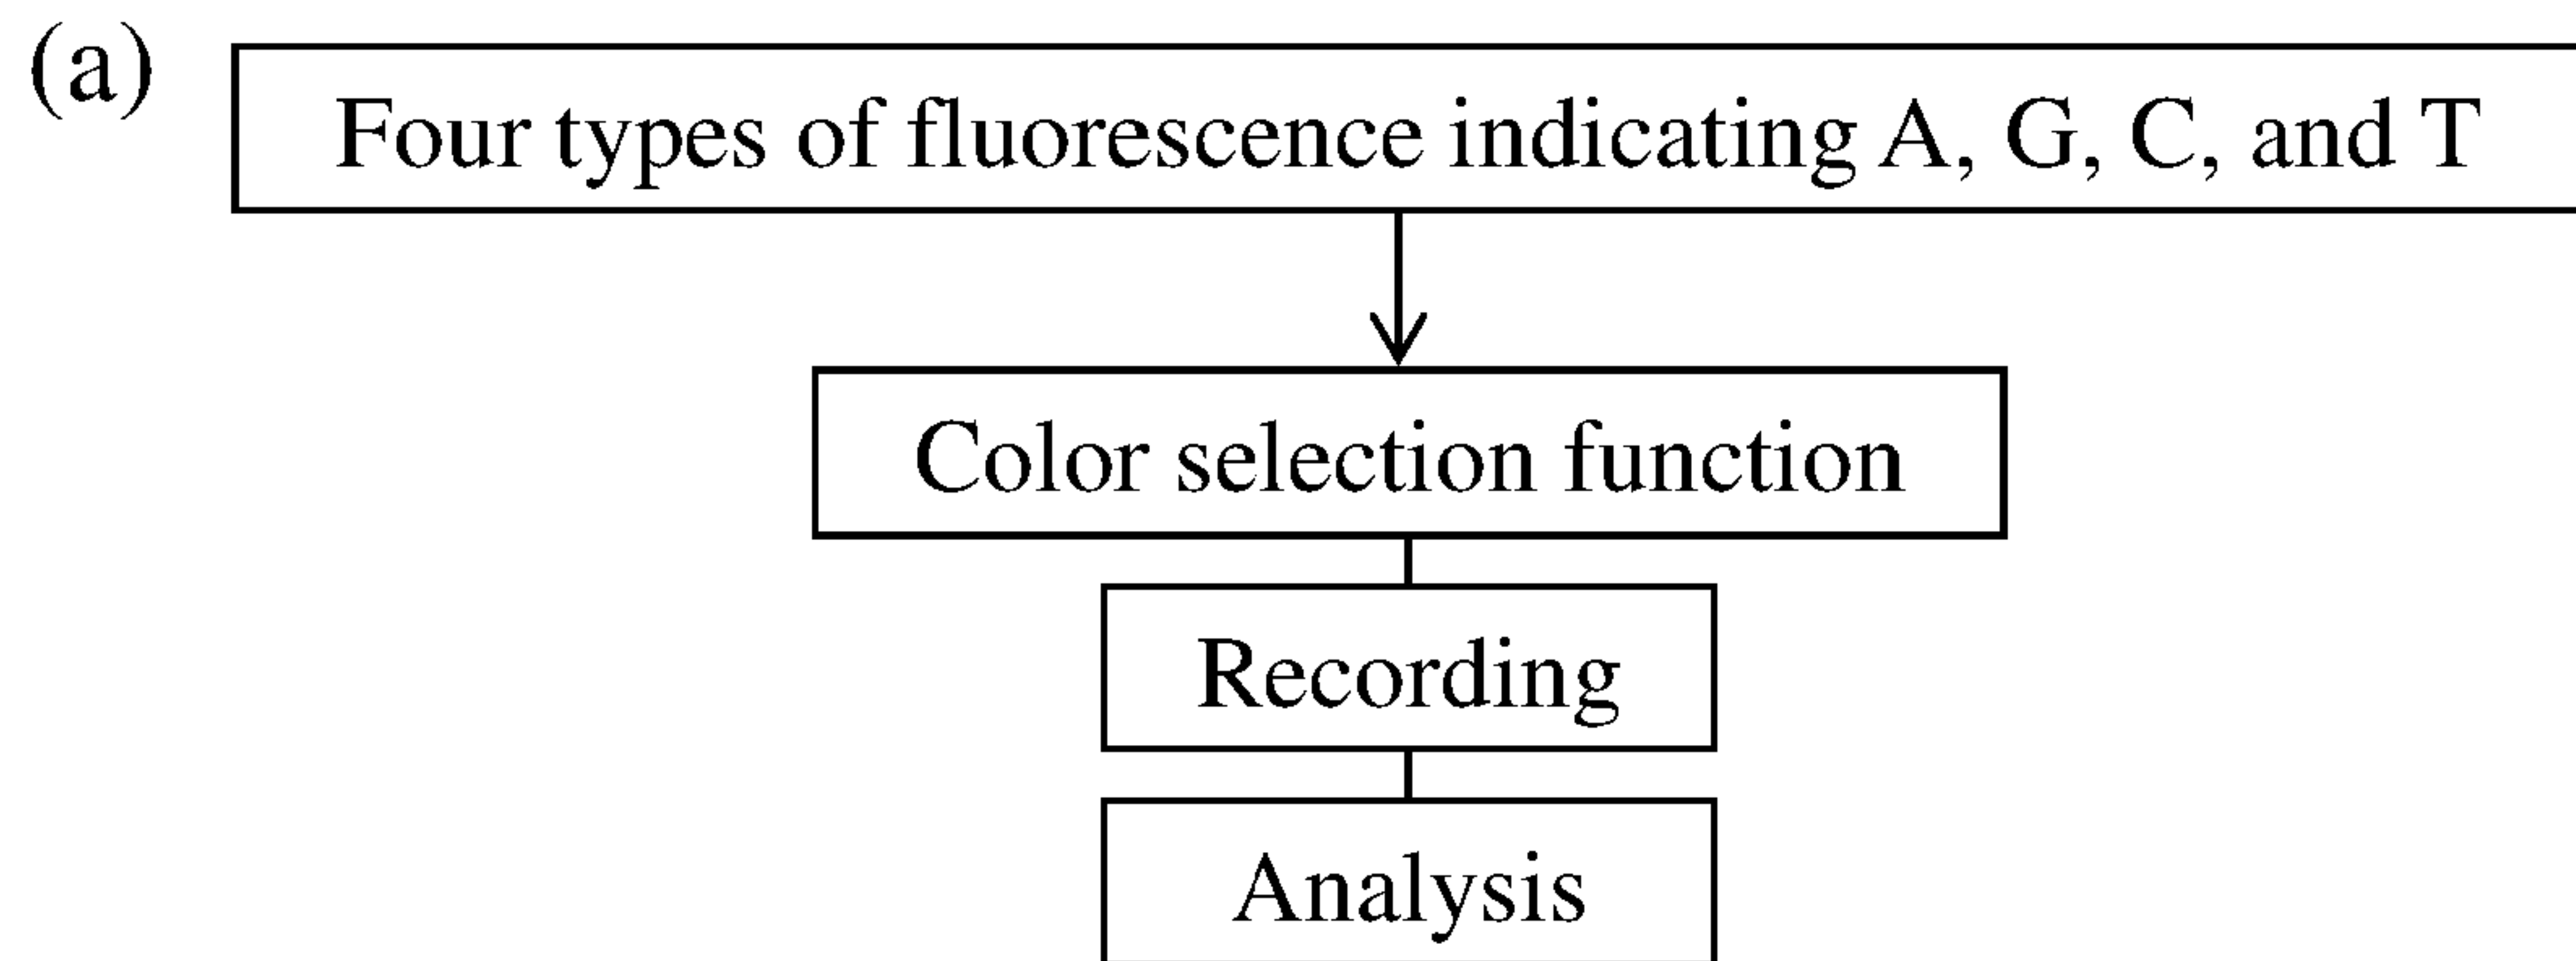 (a)
Four types of fluorescence indicating A, G, C, and T
Color selection function
Recording
Analysis